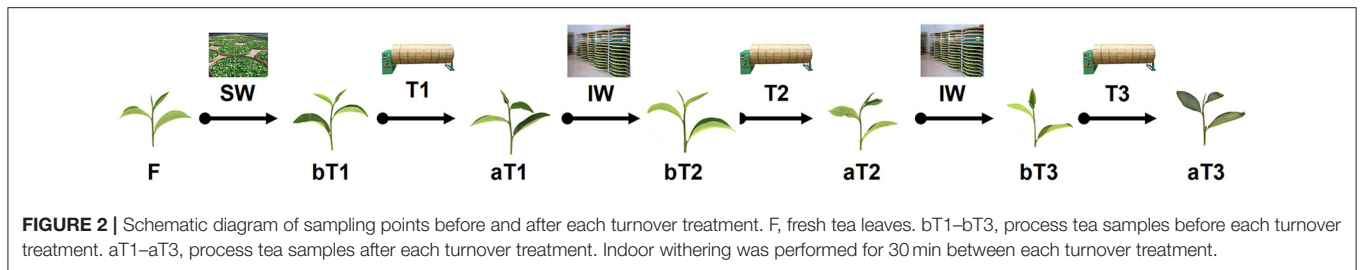 SW T1 IW T2 IW T3
F bT1 aT1 bT2 aT2 bT3 aT3
FIGURE 2 | Schematic diagram of sampling points before and after each turnover treatment. F, fresh tea leaves. bT1–bT3, process tea samples before each turnover
treatment. aT1–aT3, process tea samples after each turnover treatment. Indoor withering was performed for 30 min between each turnover treatment.